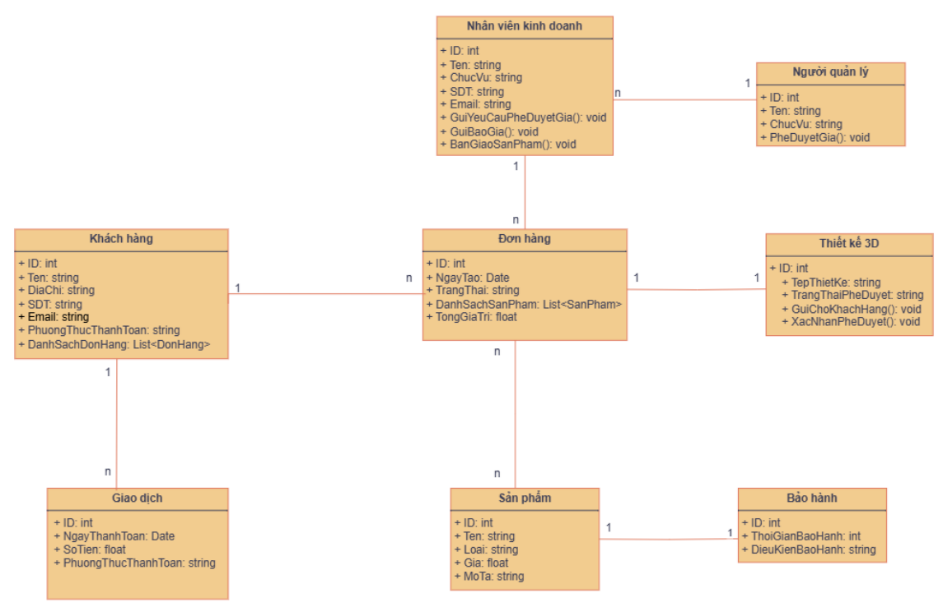 Nhân viên kinh doanh
+ ID: int
+ Ten: string
+ ChucVu: string
+ SDT: string
+ Email: string
+ GuiYeuCauPheDuyetGia(): void
+ GuiBaoGia(): void
+ BanGiaoSanPham(): void
n
1
Người quản lý
+ ID: int
+ Ten: string
+ ChucVu: string
+ PheDuyetGia(): void
1
n
Khách hàng
+ ID: int
+ Ten: string
+ DiaChi: string
+ SDT: string
+ Email: string
+ PhuongThucThanhToan: string
+ DanhSachDonHang: List<DonHang>
1
n
Đơn hàng
+ ID: int
+ NgayTao: Date
+ TrangThai: string
+ DanhSachSanPham: List<SanPham>
+ TongGiaTri: float
1
1
Thiết kế 3D
+ ID: int
+ TepThietKe: string
+ TrangThaiPheDuyet: string
+ GuiChoKhachHang(): void
+ XacNhanPheDuyet(): void
1
n
n
n
Giao dịch
+ ID: int
+ NgayThanhToan: Date
+ SoTien: float
+ PhuongThucThanhToan: string
Sản phẩm
+ ID: int
+ Ten: string
+ Loai: string
+ Gia: float
+ MoTa: string
1
1
Bảo hành
+ ID: int
+ ThoiGianBaoHanh: int
+ DieuKienBaoHanh: string